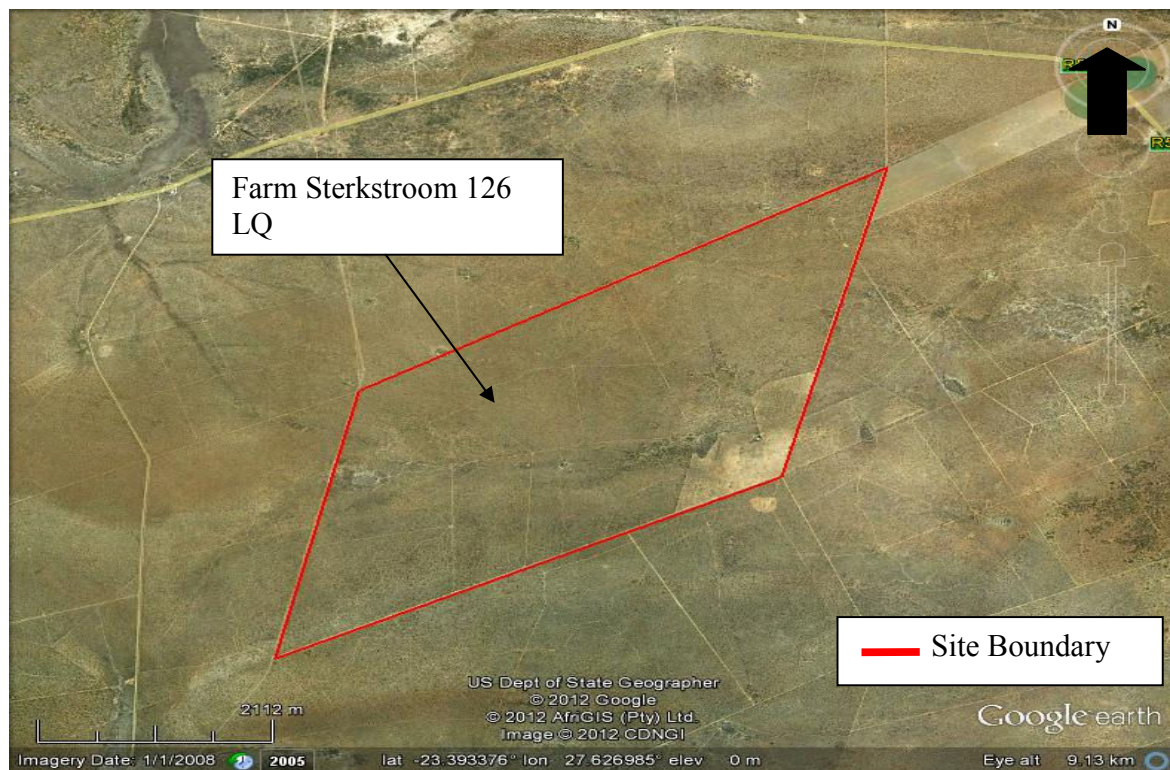 N
Farm Sterkstroom 126
LQ
Site Boundary
US Dept of State Geographer
© 2012 Google
© 2012 AfriGIS (Pty) Ltd.
Image © 2012 CDNGI
2112 m
Google earth
Imagery Date: 1/1/2008
2005
lat -23.393376° lon 27.626985° elev 0 m
Eye alt 9.13 km